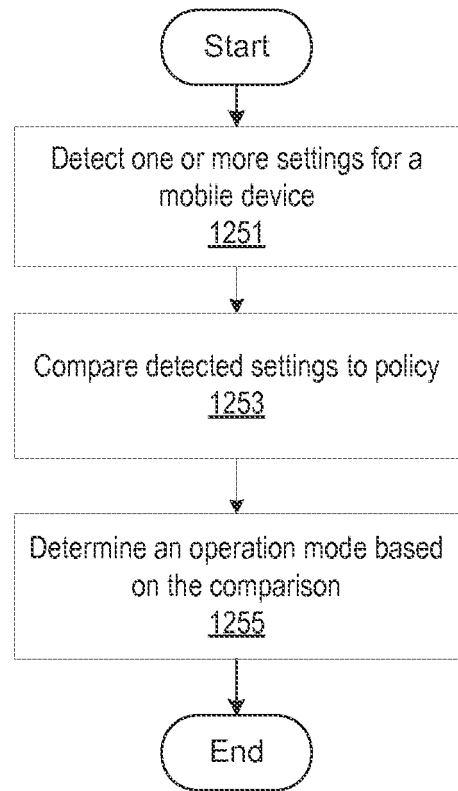 Start
Detect one or more settings for a
mobile device
1251
Compare detected settings to policy
1253
Determine an operation mode based
on the comparison
1255
End